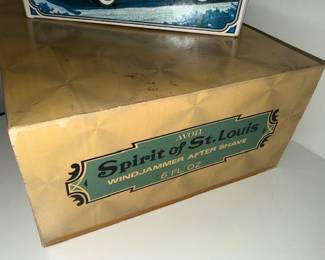 AVON
Spirit of St. Louis
WINDJAMMER AFTER SHAVE
6 FL. OZ.